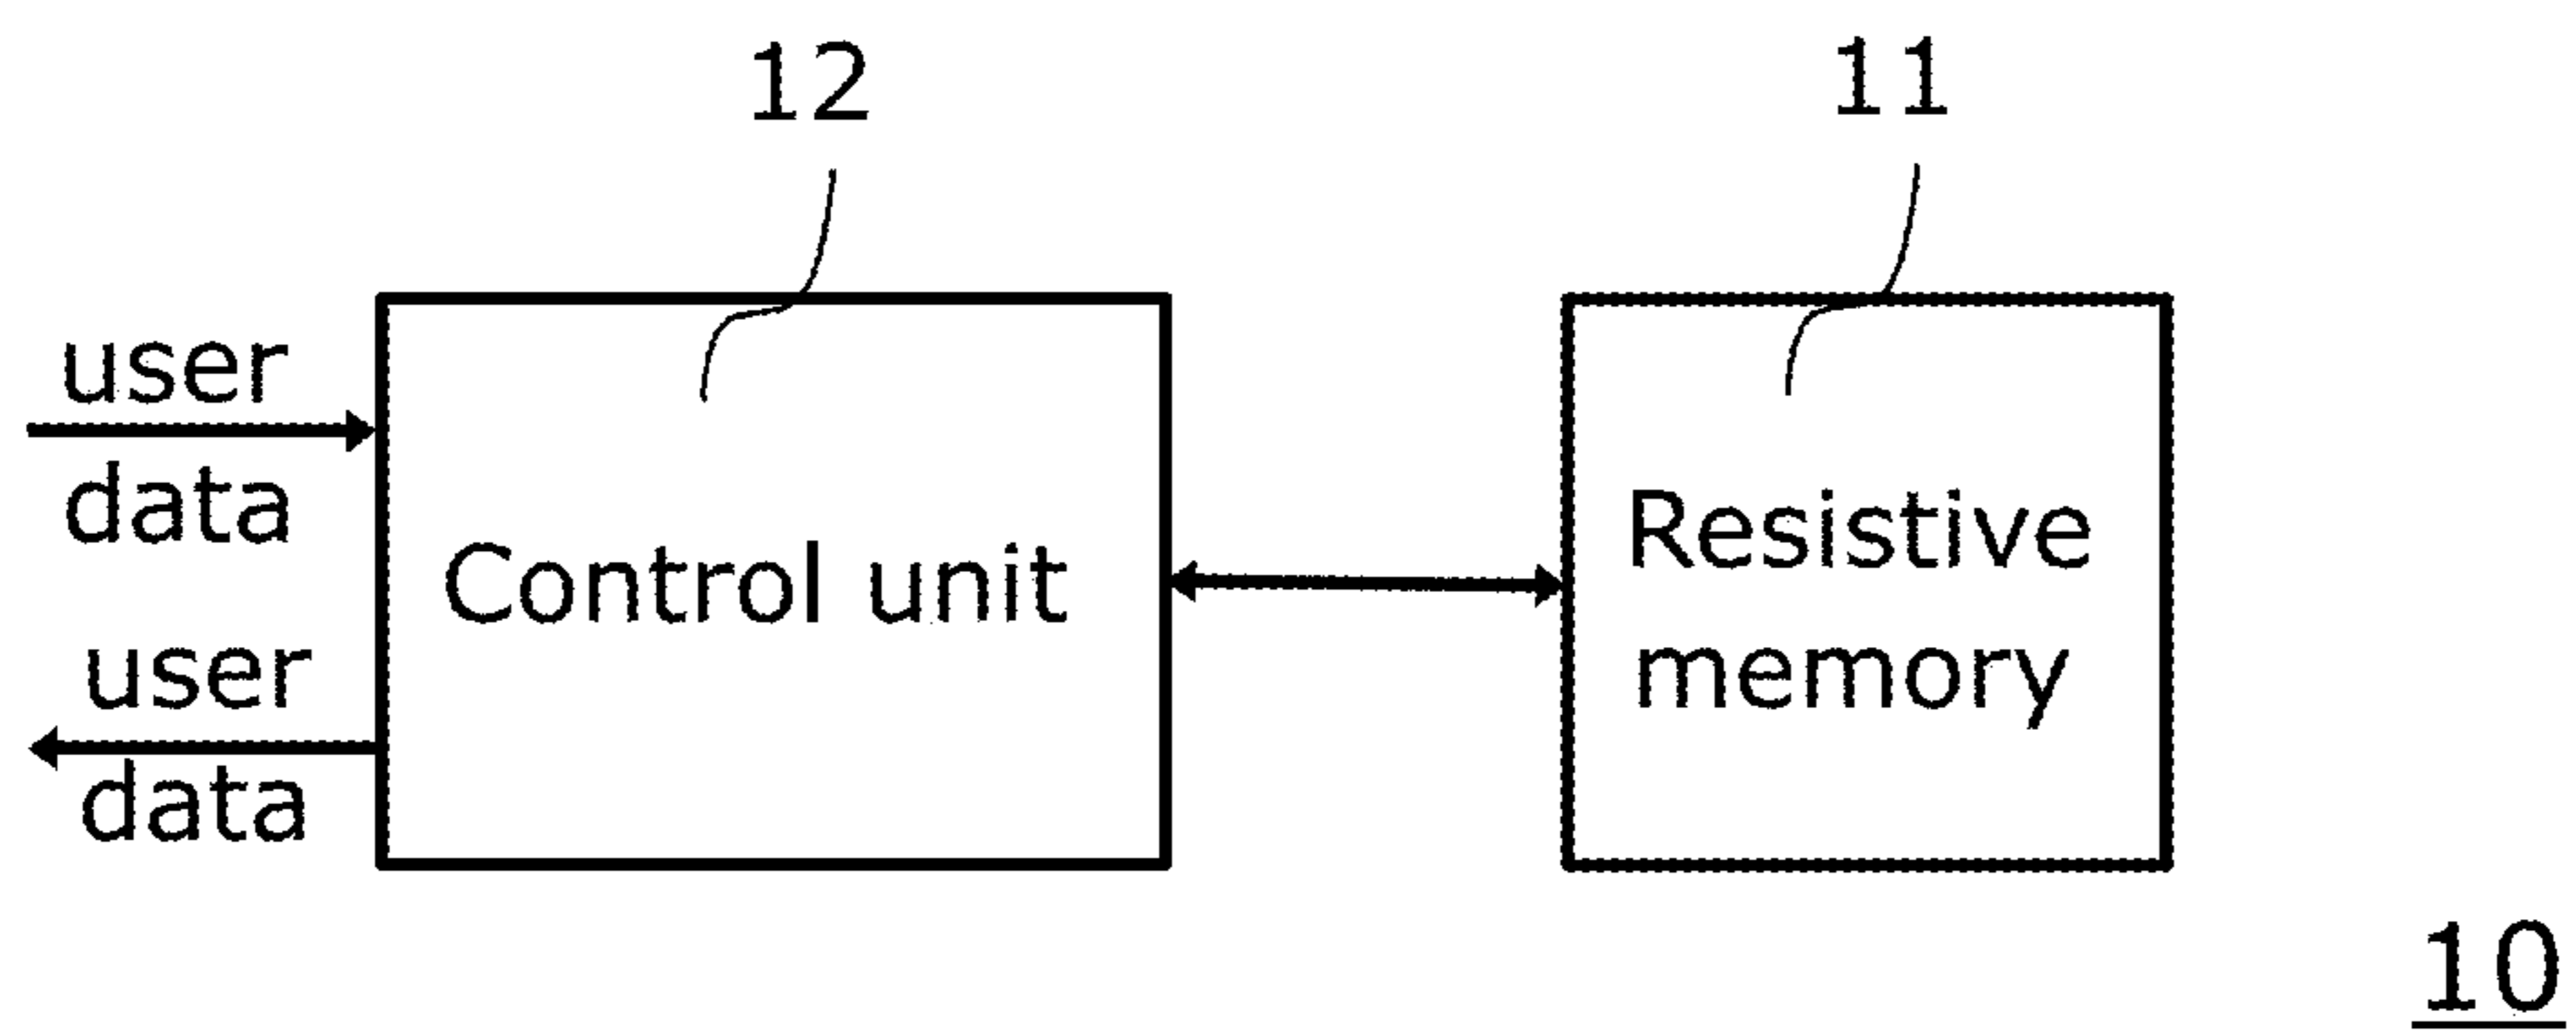 12
11
user
data
Control unit
user
data
Resistive
memory
10